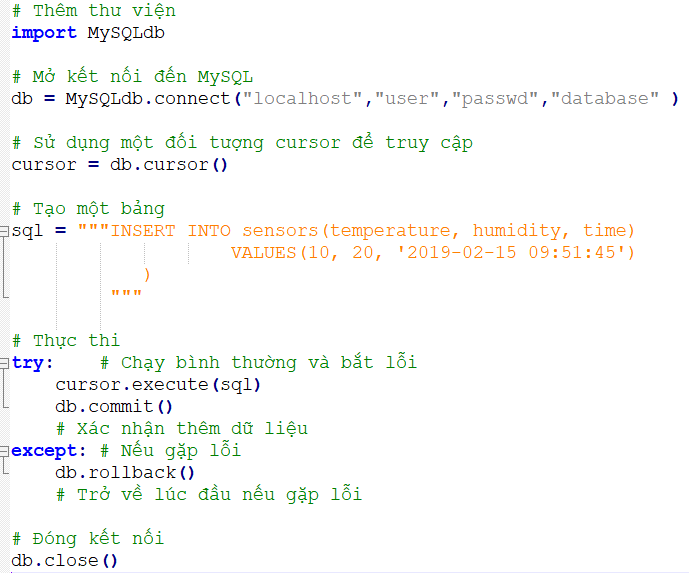 # Thêm thư viện
import MySQLdb
# Mở kết nối đến MySQL
db = MySQLdb.connect("localhost","user","passwd","database" )
# Sử dụng một đối tượng cursor để truy cập
cursor = db.cursor()
# Tạo một bảng
sql = """INSERT INTO sensors(temperature, humidity, time)
VALUES(10, 20, '2019-02-15 09:51:45')
)
"""
# Thực thi
try: # Chạy bình thường và bắt lỗi
cursor.execute(sql)
db.commit()
# Xác nhận thêm dữ liệu
except: # Nếu gặp lỗi
db.rollback()
# Trở về lúc đầu nếu gặp lỗi
# Đóng kết nối
db.close()